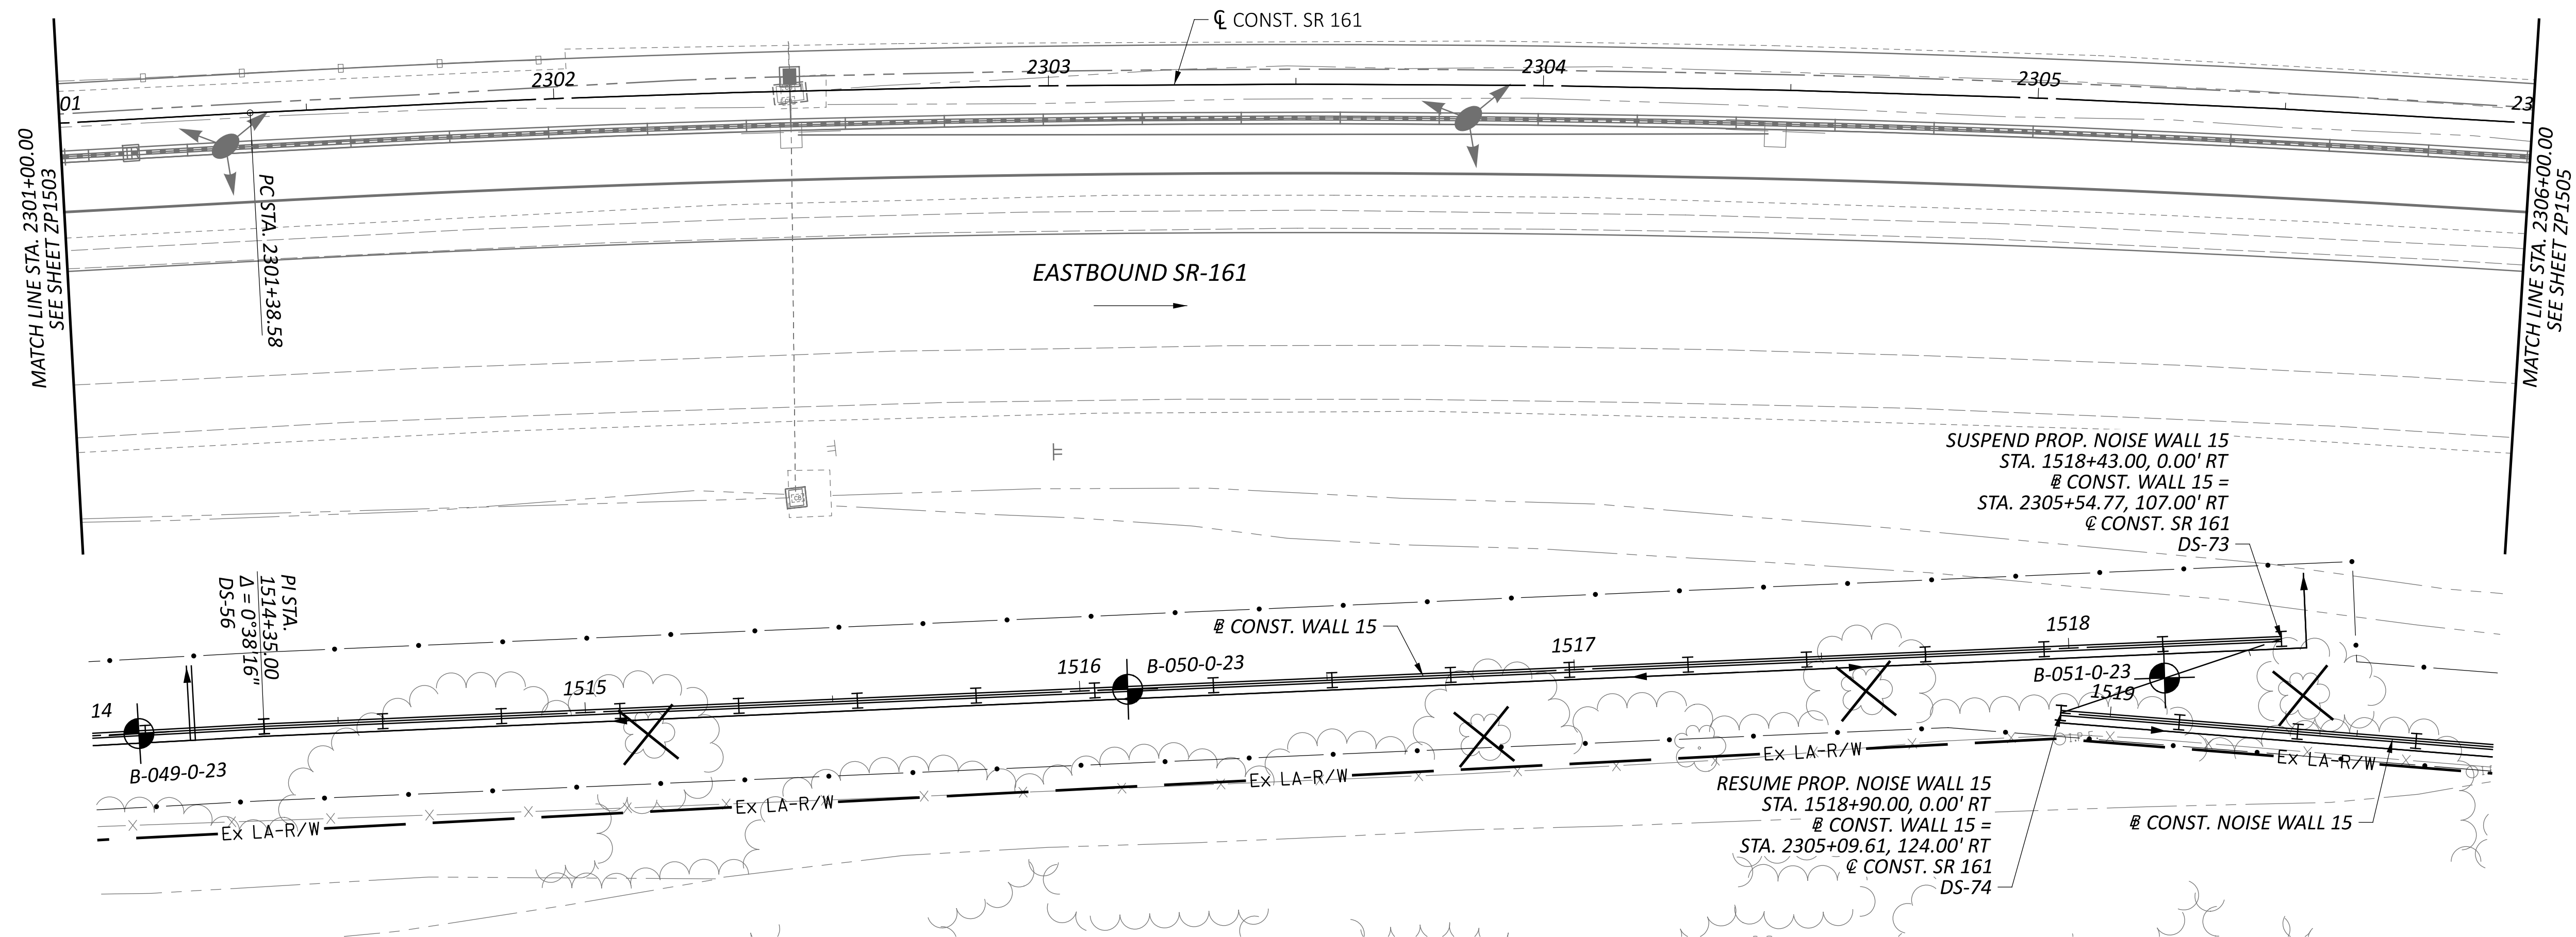 ℄ CONST. SR 161
01
2302
2303
2304
2305
23
MATCH LINE STA. 2301+00.00
SEE SHEET ZP1503
PC STA. 2301+38.58
MATCH LINE STA. 2306+00.00
SEE SHEET ZP1505
EASTBOUND SR-161
SUSPEND PROP. NOISE WALL 15
STA. 1518+43.00, 0.00' RT
BL CONST. WALL 15 =
STA. 2305+54.77, 107.00' RT
℄ CONST. SR 161
DS-73
PI STA.
1514+35.00
Δ = 0°38'16"
DS-56
BL CONST. WALL 15
14
1515
1516
1517
1518
1519
B-049-0-23
B-050-0-23
B-051-0-23
Ex LA-R/W
Ex LA-R/W
Ex LA-R/W
Ex LA-R/W
Ex LA-R/W
I.P.F.
RESUME PROP. NOISE WALL 15
STA. 1518+90.00, 0.00' RT
BL CONST. WALL 15 =
STA. 2305+09.61, 124.00' RT
℄ CONST. SR 161
DS-74
BL CONST. NOISE WALL 15